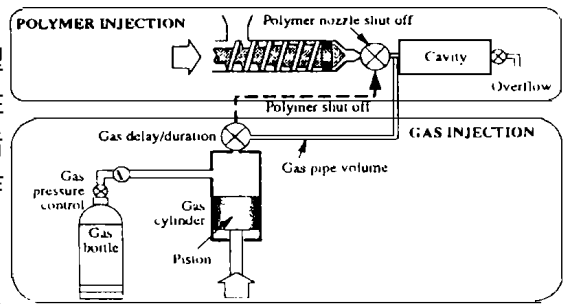 POLYMER INJECTION
Polymer nozzle shut off
Cavity
Overflow
Polymer shut off
Gas delay/duration
GAS INJECTION
Gas pipe volume
Gas
pressure
control
Gas
cylinder
Gas
bottle
Piston